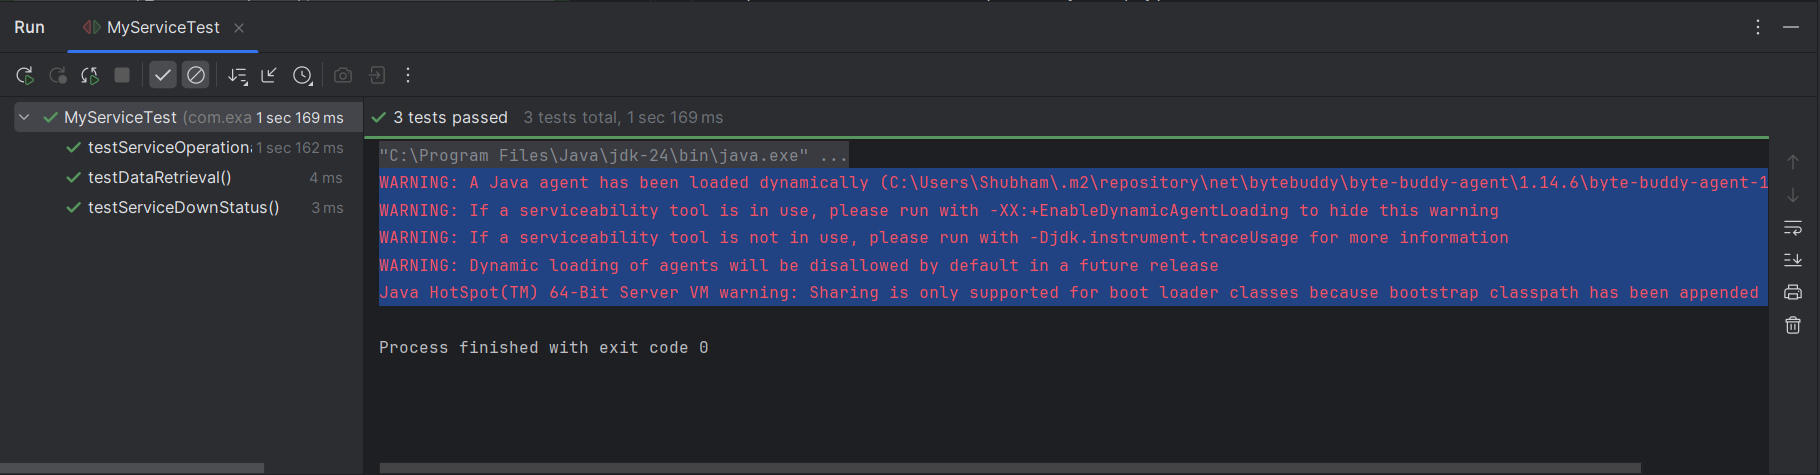 Run
MyServiceTest
MyServiceTest (com.exa 1 sec 169 ms
testServiceOperation 1 sec 162 ms
testDataRetrieval() 4 ms
testServiceDownStatus() 3 ms
3 tests passed 3 tests total, 1 sec 169 ms
"C:\Program Files\Java\jdk-24\bin\java.exe" ...
WARNING: A Java agent has been loaded dynamically (C:\Users\Shubham\.m2\repository\net\bytebuddy\byte-buddy-agent\1.14.6\byte-buddy-agent-1
WARNING: If a serviceability tool is in use, please run with -XX:+EnableDynamicAgentLoading to hide this warning
WARNING: If a serviceability tool is not in use, please run with -Djdk.instrument.traceUsage for more information
WARNING: Dynamic loading of agents will be disallowed by default in a future release
Java HotSpot(TM) 64-Bit Server VM warning: Sharing is only supported for boot loader classes because bootstrap classpath has been appended
Process finished with exit code 0